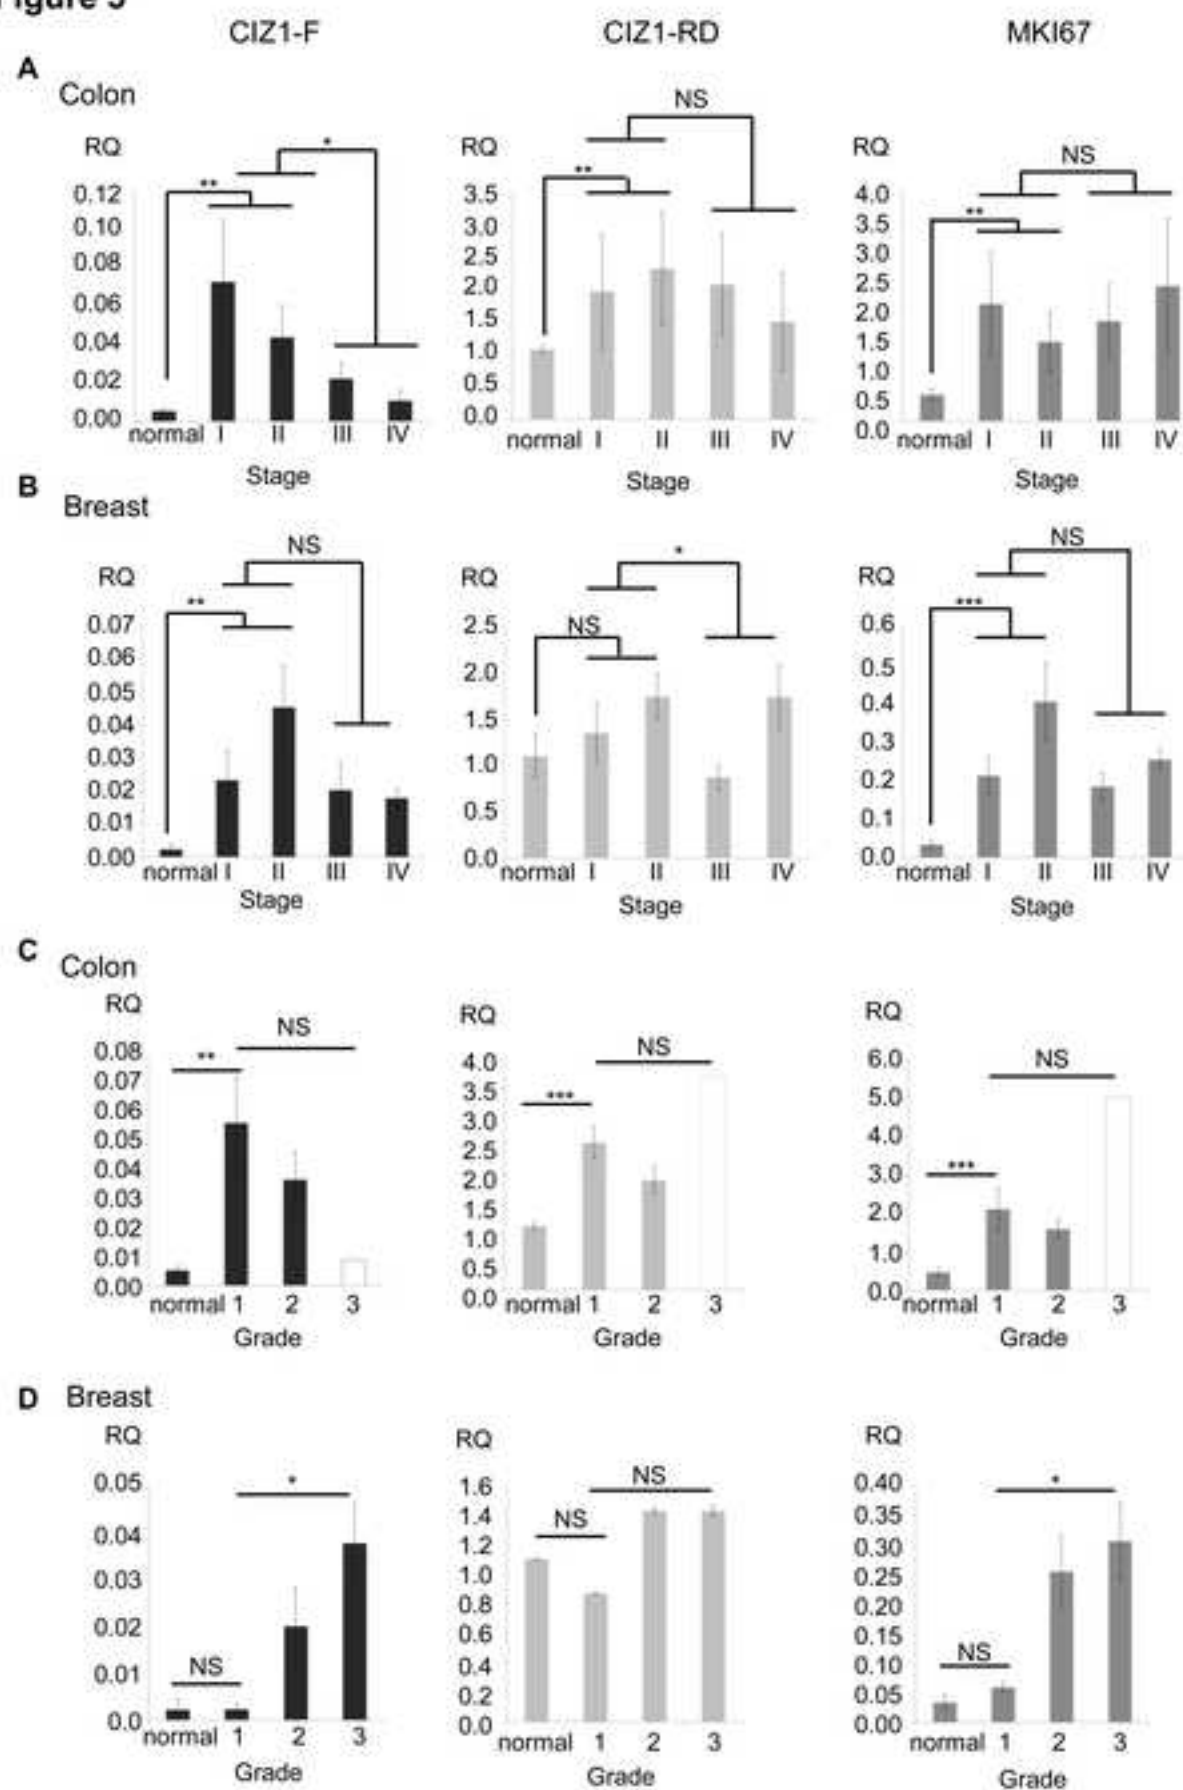 Figure 5
CIZ1-F CIZ1-RD MKI67
A
Colon
NS
RQ * RQ RQ NS
** ** **
0.12 3.5 4.0
0.10 3.0 3.5
0.08 2.5 3.0
0.06 2.0 2.5
0.04 1.5 2.0
0.02 1.0 1.5
0.00 0.5 1.0
0.0 0.5
0.0
normal I II III IV normal I II III IV normal I II III IV
Stage Stage Stage
B
Breast
NS * NS
RQ RQ RQ
** NS ***
0.07 2.5 0.6
0.06 2.0 0.5
0.05 1.5 0.4
0.04 1.0 0.3
0.03 0.5 0.2
0.02 0.0 0.1
0.01 0.0
0.00
normal I II III IV normal I II III IV normal I II III IV
Stage Stage Stage
C
Colon
RQ RQ RQ
NS NS NS
** *** ***
0.08 4.0 6.0
0.07 3.5 5.0
0.06 3.0 4.0
0.05 2.5 3.0
0.04 2.0 2.0
0.03 1.5 1.0
0.02 1.0 0.0
0.01 0.5
0.00 0.0
normal 1 2 3 normal 1 2 3 normal 1 2 3
Grade Grade Grade
D
Breast
RQ RQ RQ
* NS *
NS NS NS
0.05 1.6 0.40
0.04 1.4 0.35
0.03 1.2 0.30
0.02 1.0 0.25
0.01 0.8 0.20
0.0 0.6 0.15
0.4 0.10
0.2 0.05
0.0 0.00
normal 1 2 3 normal 1 2 3 normal 1 2 3
Grade Grade Grade